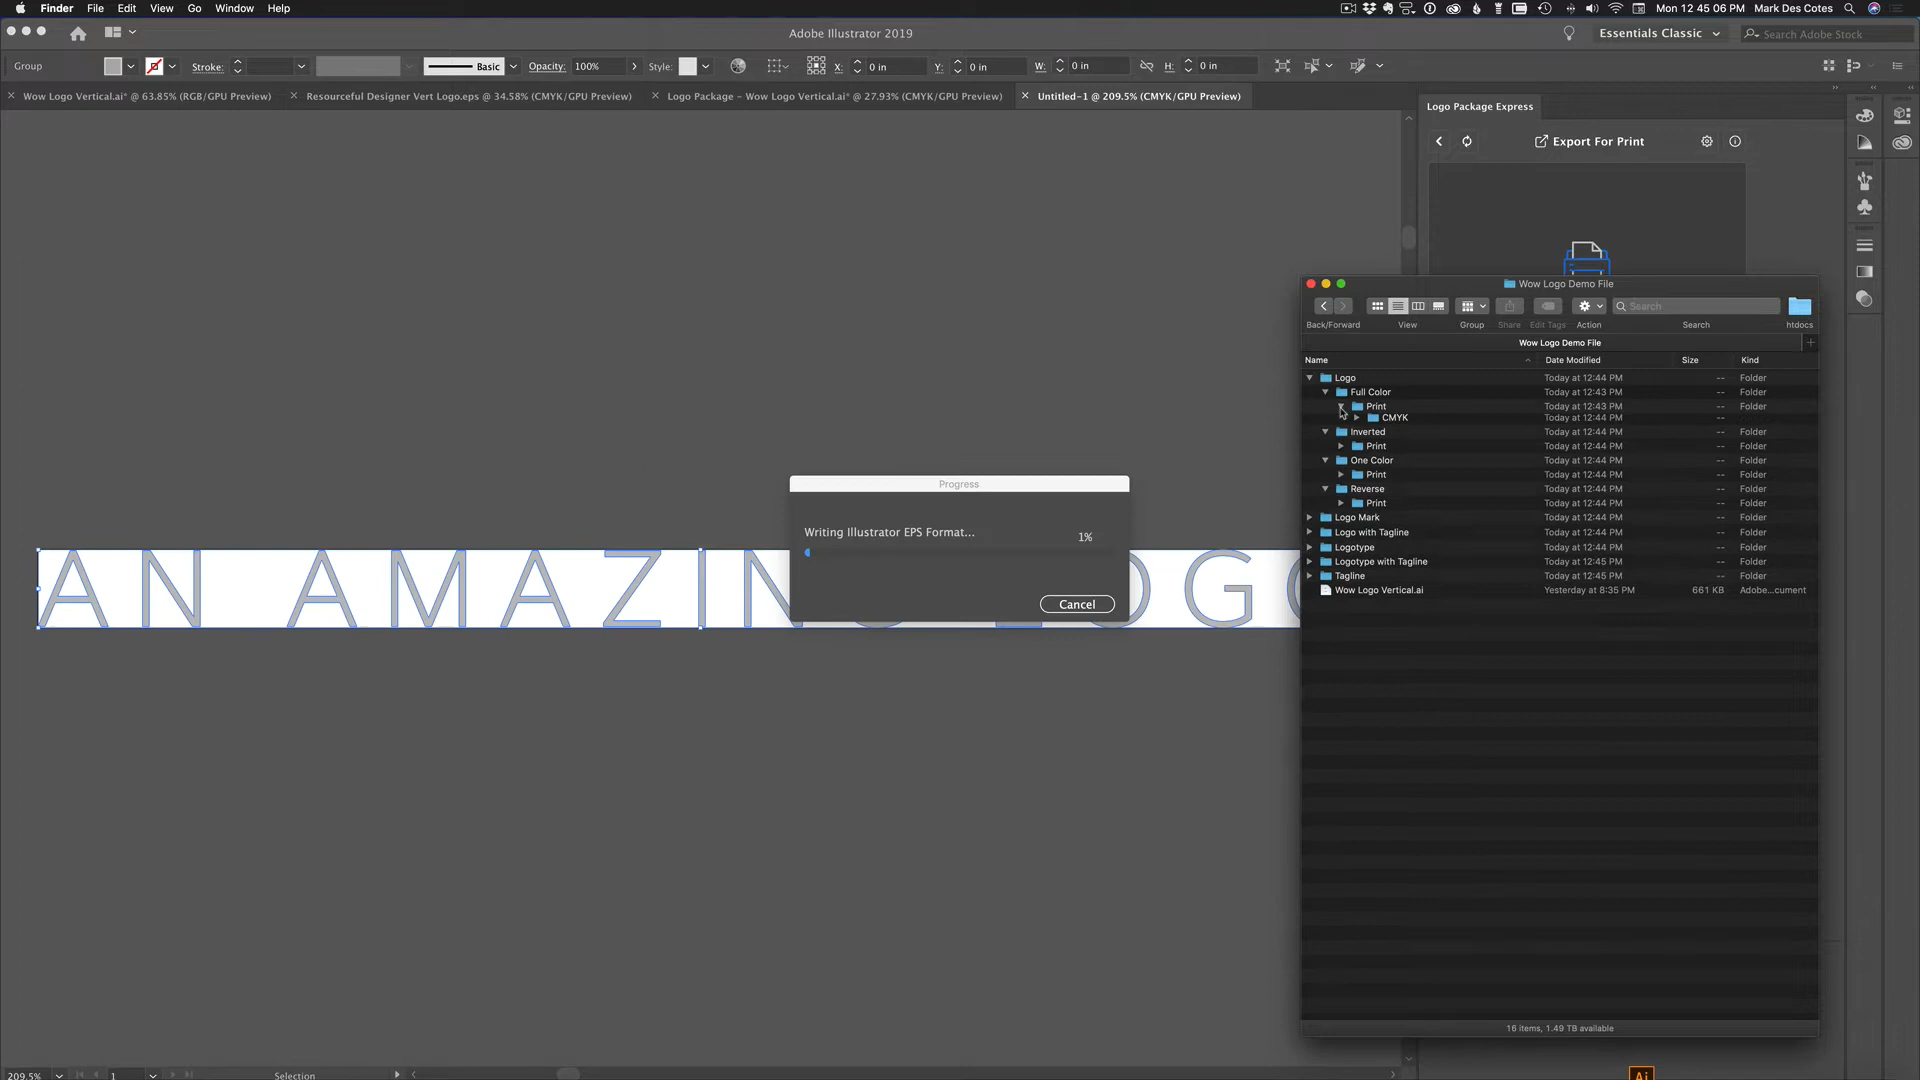 Finder File Edit View Go Window Help Mon 12 45 06 PM Mark Des Cotes
Adobe Illustrator 2019 Essentials Classic Search Adobe Stock
Group Stroke: Basic Opacity: 100% Style: X: 0 in Y: 0 in W: 0 in H: 0 in
Wow Logo Vertical.ai* @ 63.85% (RGB/GPU Preview) Resourceful Designer Vert Logo.eps @ 34.58% (CMYK/GPU Preview) Logo Package - Wow Logo Vertical.ai* @ 27.93% (CMYK/GPU Preview) Untitled-1 @ 209.5% (CMYK/GPU Preview)
Logo Package Express
Export For Print
Wow Logo Demo File
Search
Back/Forward View Group Share Edit Tags Action Search htdocs
Wow Logo Demo File
Name Date Modified Size Kind
Logo Today at 12:44 PM -- Folder
Full Color Today at 12:43 PM -- Folder
Print Today at 12:43 PM -- Folder
CMYK Today at 12:44 PM --
Inverted Today at 12:44 PM -- Folder
Print Today at 12:44 PM -- Folder
One Color Today at 12:44 PM -- Folder
Print Today at 12:44 PM -- Folder
Reverse Today at 12:44 PM -- Folder
Print Today at 12:44 PM -- Folder
Logo Mark Today at 12:44 PM -- Folder
Logo with Tagline Today at 12:44 PM -- Folder
Logotype Today at 12:44 PM -- Folder
Logotype with Tagline Today at 12:45 PM -- Folder
Tagline Today at 12:45 PM -- Folder
Wow Logo Vertical.ai Yesterday at 8:35 PM 661 KB Adobe...cument
16 items, 1.49 TB available
Progress
Writing Illustrator EPS Format... 1%
Cancel
AN AMAZIN LOG
Ai
209.5% 1 Selection